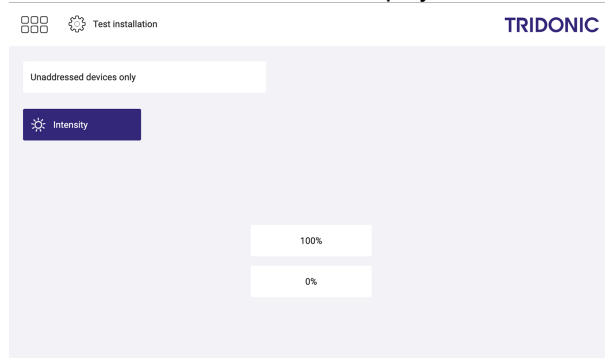 Test installation
TRIDONIC
Unaddressed devices only
Intensity
100%
0%